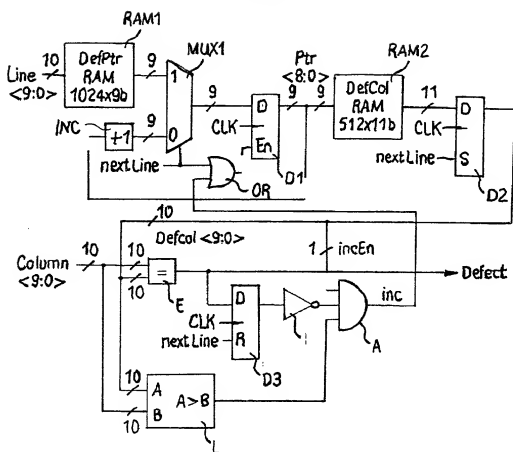 RAM1
DefPtr
RAM
1024x9b
Line
<9:0>
10
9
MUX1
1
0
INC
+1
9
9
CLK
D
En
D1
9
9
Ptr
<8:0>
RAM2
DefCol
RAM
512x11b
11
CLK
nextLine
D
S
D2
nextLine
OR
10
Defcol <9:0>
1
incEn
Column
<9:0>
10
10
10
=
E
Defect
D
CLK
nextLine
R
D3
inc
A
10
10
A
B
A>B